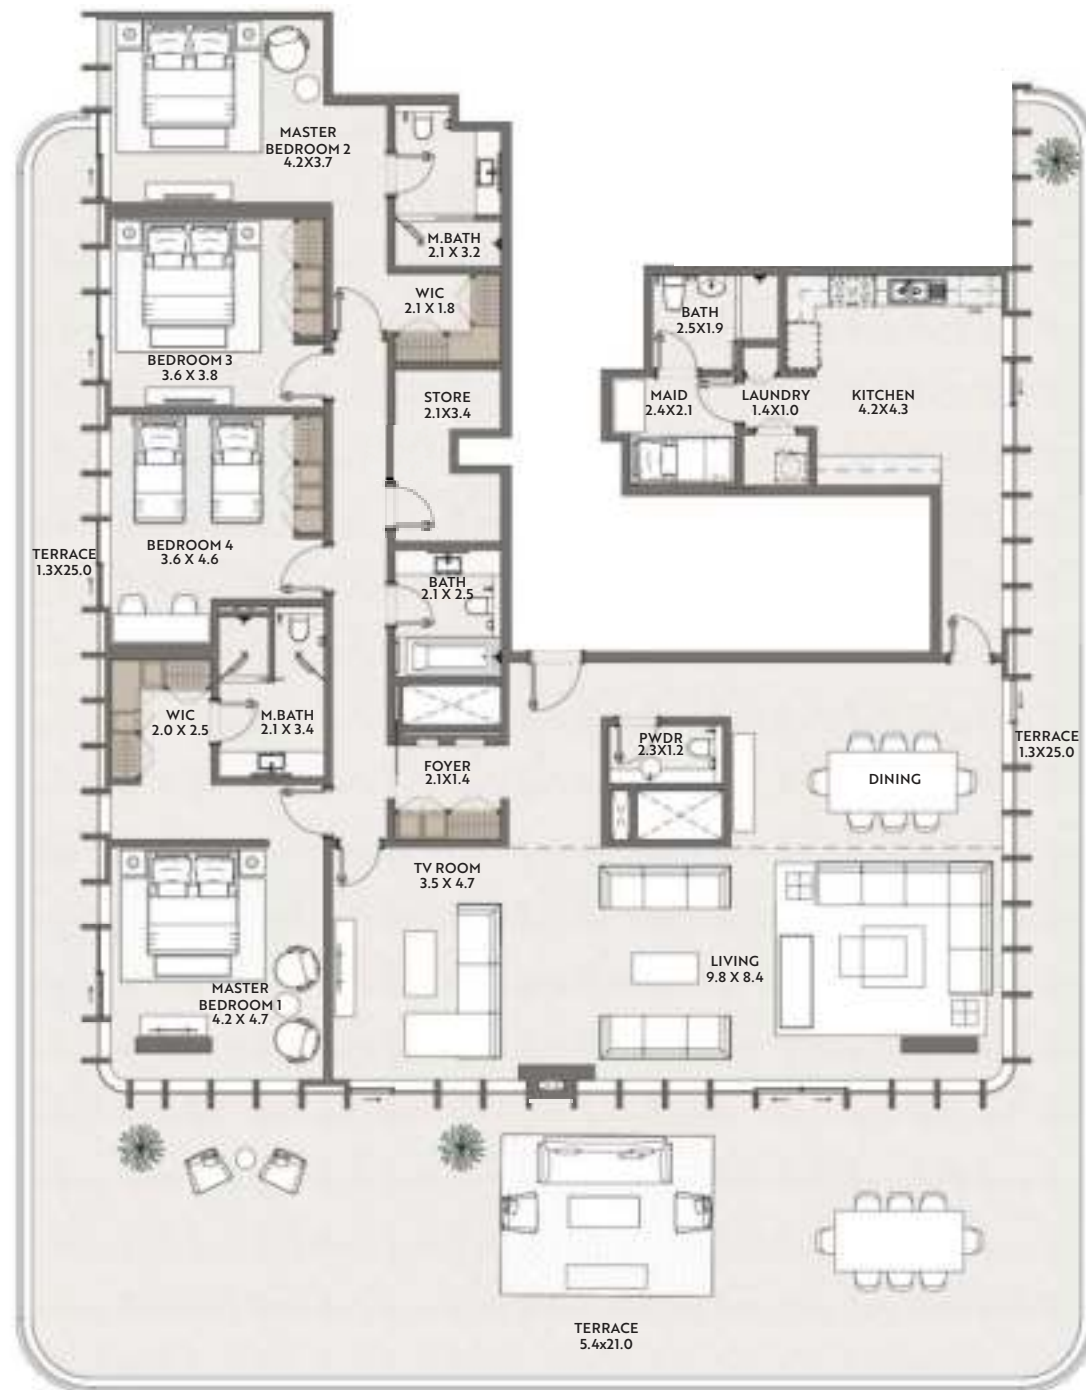 MASTER
BEDROOM 2
4.2X3.7
M.BATH
2.1 X 3.2
WIC
2.1 X 1.8
BEDROOM 3
3.6 X 3.8
STORE
2.1X3.4
BATH
2.5X1.9
MAID
2.4X2.1
LAUNDRY
1.4X1.0
KITCHEN
4.2X4.3
BEDROOM 4
3.6 X 4.6
TERRACE
1.3X25.0
BATH
2.1 X 2.5
WIC
2.0 X 2.5
M.BATH
2.1 X 3.4
FOYER
2.1X1.4
PWDR
2.3X1.2
DINING
TERRACE
1.3X25.0
TV ROOM
3.5 X 4.7
LIVING
9.8 X 8.4
MASTER
BEDROOM 1
4.2 X 4.7
TERRACE
5.4x21.0